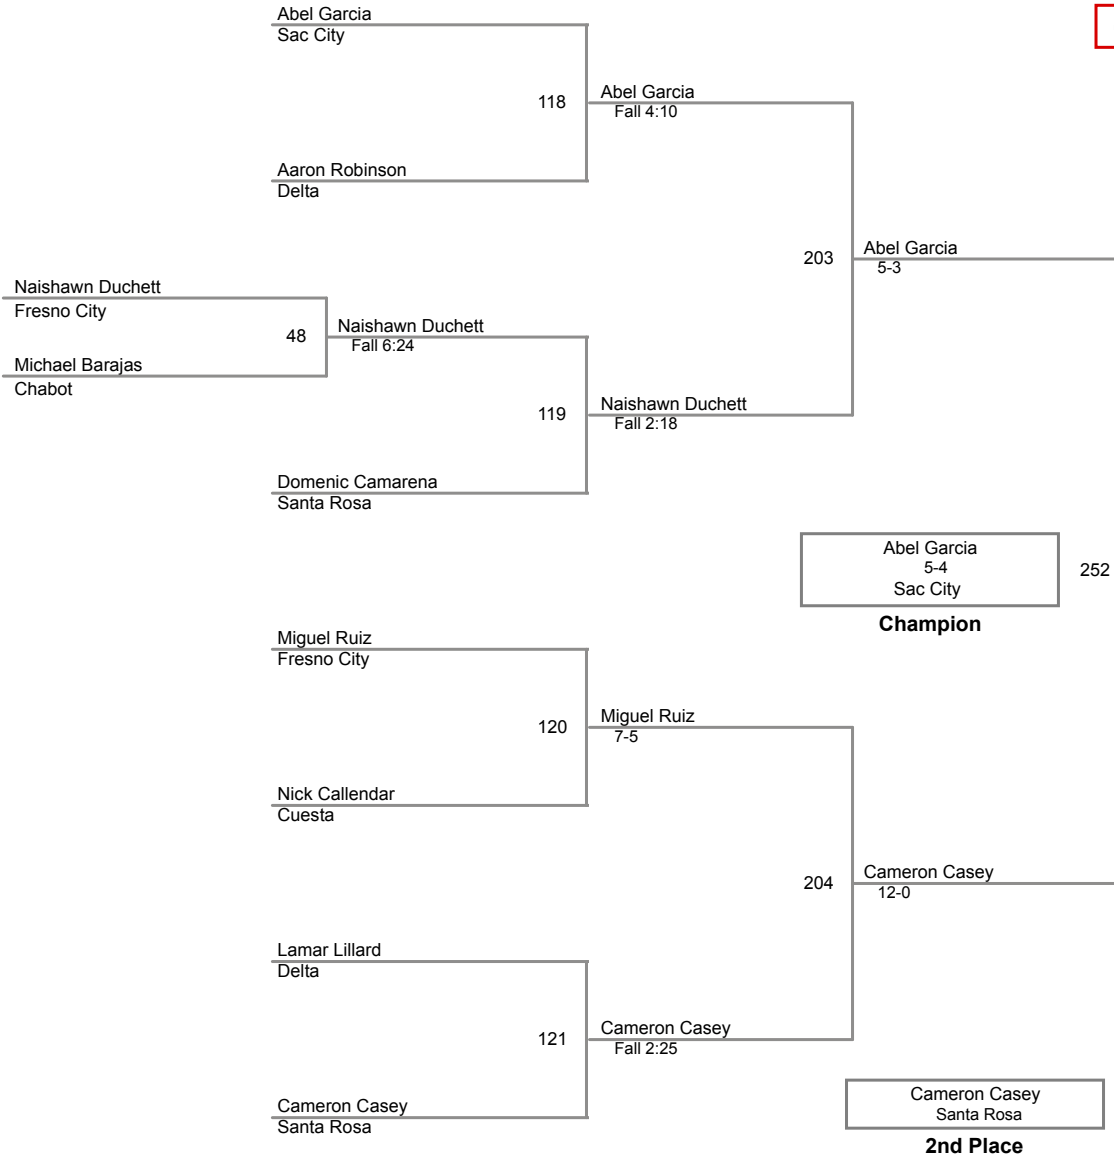 Abel Garcia
Sac City
118
Abel Garcia
Fall 4:10
Aaron Robinson
Delta
203
Abel Garcia
5-3
Naishawn Duchett
Fresno City
48
Naishawn Duchett
Fall 6:24
Michael Barajas
Chabot
119
Naishawn Duchett
Fall 2:18
Domenic Camarena
Santa Rosa
Abel Garcia
5-4
Sac City
252
Champion
Miguel Ruiz
Fresno City
120
Miguel Ruiz
7-5
Nick Callendar
Cuesta
204
Cameron Casey
12-0
Lamar Lillard
Delta
121
Cameron Casey
Fall 2:25
Cameron Casey
Santa Rosa
Cameron Casey
Santa Rosa
2nd Place